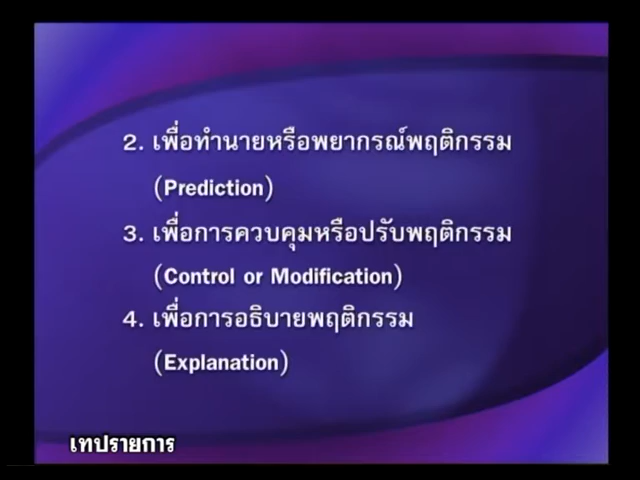 2. เพื่อทำนายหรือพยากรณ์พฤติกรรม
(Prediction)
3. เพื่อการควบคุมหรือปรับพฤติกรรม
(Control or Modification)
4. เพื่อการอธิบายพฤติกรรม
(Explanation)
เทปรายการ